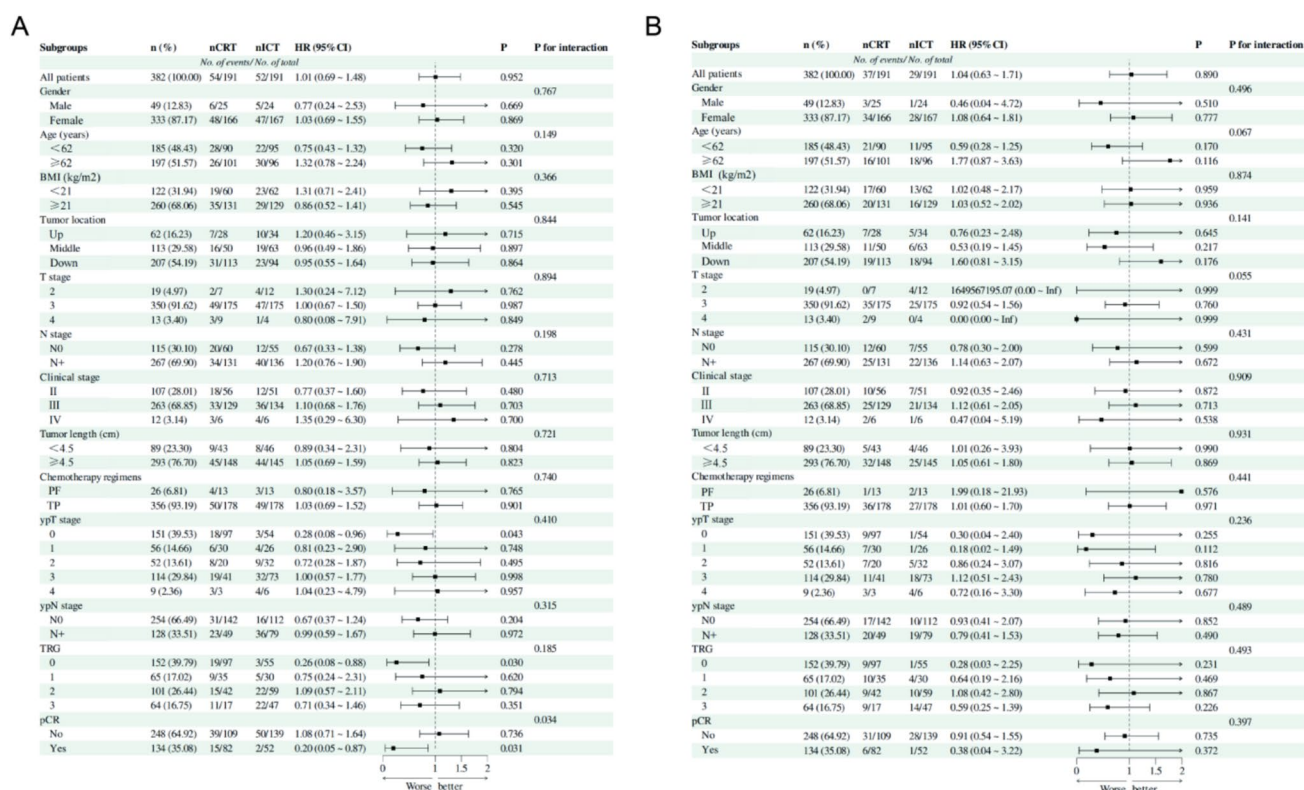 A
Subgroups n (%) nCRT nICT HR (95% CI) P P for interaction
No. of events/ No. of total
All patients 382 (100.00) 54/191 52/191 1.01 (0.69 ~ 1.48) 0.952
Gender 0.767
Male 49 (12.83) 6/25 5/24 0.77 (0.24 ~ 2.53) 0.669
Female 333 (87.17) 48/166 47/167 1.03 (0.69 ~ 1.55) 0.869
Age (years) 0.149
<62 185 (48.43) 28/90 22/95 0.75 (0.43 ~ 1.32) 0.320
≥62 197 (51.57) 26/101 30/96 1.32 (0.78 ~ 2.24) 0.301
BMI (kg/m2) 0.366
<21 122 (31.94) 19/60 23/62 1.31 (0.71 ~ 2.41) 0.395
≥21 260 (68.06) 35/131 29/129 0.86 (0.52 ~ 1.41) 0.545
Tumor location 0.844
Up 62 (16.23) 7/28 10/34 1.20 (0.46 ~ 3.15) 0.715
Middle 113 (29.58) 16/50 19/63 0.96 (0.49 ~ 1.86) 0.897
Down 207 (54.19) 31/113 23/94 0.95 (0.55 ~ 1.64) 0.864
T stage 0.894
2 19 (4.97) 2/7 4/12 1.30 (0.24 ~ 7.12) 0.762
3 350 (91.62) 49/175 47/175 1.00 (0.67 ~ 1.50) 0.987
4 13 (3.40) 3/9 1/4 0.80 (0.08 ~ 7.91) 0.849
N stage 0.198
N0 115 (30.10) 20/60 12/55 0.67 (0.33 ~ 1.38) 0.278
N+ 267 (69.90) 34/131 40/136 1.20 (0.76 ~ 1.90) 0.445
Clinical stage 0.713
II 107 (28.01) 18/56 12/51 0.77 (0.37 ~ 1.60) 0.480
III 263 (68.85) 33/129 36/134 1.10 (0.68 ~ 1.76) 0.703
IV 12 (3.14) 3/6 4/6 1.35 (0.29 ~ 6.30) 0.700
Tumor length (cm) 0.721
<4.5 89 (23.30) 9/43 8/46 0.89 (0.34 ~ 2.31) 0.804
≥4.5 293 (76.70) 45/148 44/145 1.05 (0.69 ~ 1.59) 0.823
Chemotherapy regimens 0.740
PF 26 (6.81) 4/13 3/13 0.80 (0.18 ~ 3.57) 0.765
TP 356 (93.19) 50/178 49/178 1.03 (0.69 ~ 1.52) 0.901
ypT stage 0.410
0 151 (39.53) 18/97 3/54 0.28 (0.08 ~ 0.96) 0.043
1 56 (14.66) 6/30 4/26 0.81 (0.23 ~ 2.90) 0.748
2 52 (13.61) 8/20 9/32 0.72 (0.28 ~ 1.87) 0.495
3 114 (29.84) 19/41 32/73 1.00 (0.57 ~ 1.77) 0.998
4 9 (2.36) 3/3 4/6 1.04 (0.23 ~ 4.79) 0.957
ypN stage 0.315
N0 254 (66.49) 31/142 16/112 0.67 (0.37 ~ 1.24) 0.204
N+ 128 (33.51) 23/49 36/79 0.99 (0.59 ~ 1.67) 0.972
TRG 0.185
0 152 (39.79) 19/97 3/55 0.26 (0.08 ~ 0.88) 0.030
1 65 (17.02) 9/35 5/30 0.75 (0.24 ~ 2.31) 0.620
2 101 (26.44) 15/42 22/59 1.09 (0.57 ~ 2.11) 0.794
3 64 (16.75) 11/17 22/47 0.71 (0.34 ~ 1.46) 0.351
pCR 0.034
No 248 (64.92) 39/109 50/139 1.08 (0.71 ~ 1.64) 0.736
Yes 134 (35.08) 15/82 2/52 0.20 (0.05 ~ 0.87) 0.031
0 1 1.5 2
Worse better
B
Subgroups n (%) nCRT nICT HR (95% CI) P P for interaction
No. of events/ No. of total
All patients 382 (100.00) 37/191 29/191 1.04 (0.63 ~ 1.71) 0.890
Gender 0.496
Male 49 (12.83) 3/25 1/24 0.46 (0.04 ~ 4.72) 0.510
Female 333 (87.17) 34/166 28/167 1.08 (0.64 ~ 1.81) 0.777
Age (years) 0.067
<62 185 (48.43) 21/90 11/95 0.59 (0.28 ~ 1.25) 0.170
≥62 197 (51.57) 16/101 18/96 1.77 (0.87 ~ 3.63) 0.116
BMI (kg/m2) 0.874
<21 122 (31.94) 17/60 13/62 1.02 (0.48 ~ 2.17) 0.959
≥21 260 (68.06) 20/131 16/129 1.03 (0.52 ~ 2.02) 0.936
Tumor location 0.141
Up 62 (16.23) 7/28 5/34 0.76 (0.23 ~ 2.48) 0.645
Middle 113 (29.58) 11/50 6/63 0.53 (0.19 ~ 1.45) 0.217
Down 207 (54.19) 19/113 18/94 1.60 (0.81 ~ 3.15) 0.176
T stage 0.055
2 19 (4.97) 0/7 4/12 1649567195.07 (0.00 ~ Inf) 0.999
3 350 (91.62) 35/175 25/175 0.92 (0.54 ~ 1.56) 0.760
4 13 (3.40) 2/9 0/4 0.00 (0.00 ~ Inf) 0.999
N stage 0.431
N0 115 (30.10) 12/60 7/55 0.78 (0.30 ~ 2.00) 0.599
N+ 267 (69.90) 25/131 22/136 1.14 (0.63 ~ 2.07) 0.672
Clinical stage 0.909
II 107 (28.01) 10/56 7/51 0.92 (0.35 ~ 2.46) 0.872
III 263 (68.85) 25/129 21/134 1.12 (0.61 ~ 2.05) 0.713
IV 12 (3.14) 2/6 1/6 0.47 (0.04 ~ 5.19) 0.538
Tumor length (cm) 0.931
<4.5 89 (23.30) 5/43 4/46 1.01 (0.26 ~ 3.93) 0.990
≥4.5 293 (76.70) 32/148 25/145 1.05 (0.61 ~ 1.80) 0.869
Chemotherapy regimens 0.441
PF 26 (6.81) 1/13 2/13 1.99 (0.18 ~ 21.93) 0.576
TP 356 (93.19) 36/178 27/178 1.01 (0.60 ~ 1.70) 0.971
ypT stage 0.236
0 151 (39.53) 9/97 1/54 0.30 (0.04 ~ 2.40) 0.255
1 56 (14.66) 7/30 1/26 0.18 (0.02 ~ 1.49) 0.112
2 52 (13.61) 7/20 5/32 0.86 (0.24 ~ 3.07) 0.816
3 114 (29.84) 11/41 18/73 1.12 (0.51 ~ 2.43) 0.780
4 9 (2.36) 3/3 4/6 0.72 (0.16 ~ 3.30) 0.677
ypN stage 0.489
N0 254 (66.49) 17/142 10/112 0.93 (0.41 ~ 2.07) 0.852
N+ 128 (33.51) 20/49 19/79 0.79 (0.41 ~ 1.53) 0.490
TRG 0.493
0 152 (39.79) 9/97 1/55 0.28 (0.03 ~ 2.25) 0.231
1 65 (17.02) 10/35 4/30 0.64 (0.19 ~ 2.16) 0.469
2 101 (26.44) 9/42 10/59 1.08 (0.42 ~ 2.80) 0.867
3 64 (16.75) 9/17 14/47 0.59 (0.25 ~ 1.39) 0.226
pCR 0.397
No 248 (64.92) 31/109 28/139 0.91 (0.54 ~ 1.55) 0.735
Yes 134 (35.08) 6/82 1/52 0.38 (0.04 ~ 3.22) 0.372
0 1 1.5 2
Worse better